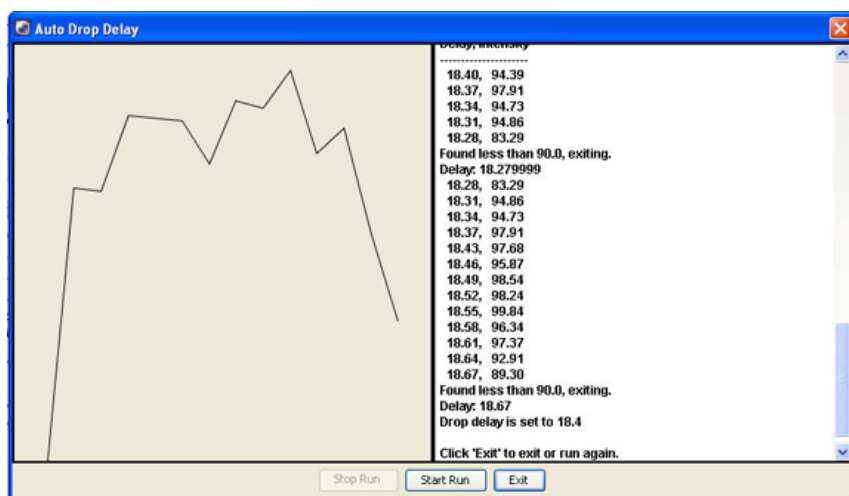 Auto Drop Delay
Delay, Intensity
---------------------
18.40, 94.39
18.37, 97.91
18.34, 94.73
18.31, 94.86
18.28, 83.29
Found less than 90.0, exiting.
Delay: 18.279999
18.28, 83.29
18.31, 94.86
18.34, 94.73
18.37, 97.91
18.43, 97.68
18.46, 95.87
18.49, 98.54
18.52, 98.24
18.55, 99.84
18.58, 96.34
18.61, 97.37
18.64, 92.91
18.67, 89.30
Found less than 90.0, exiting.
Delay: 18.67
Drop delay is set to 18.4
Click 'Exit' to exit or run again.
Stop Run Start Run Exit